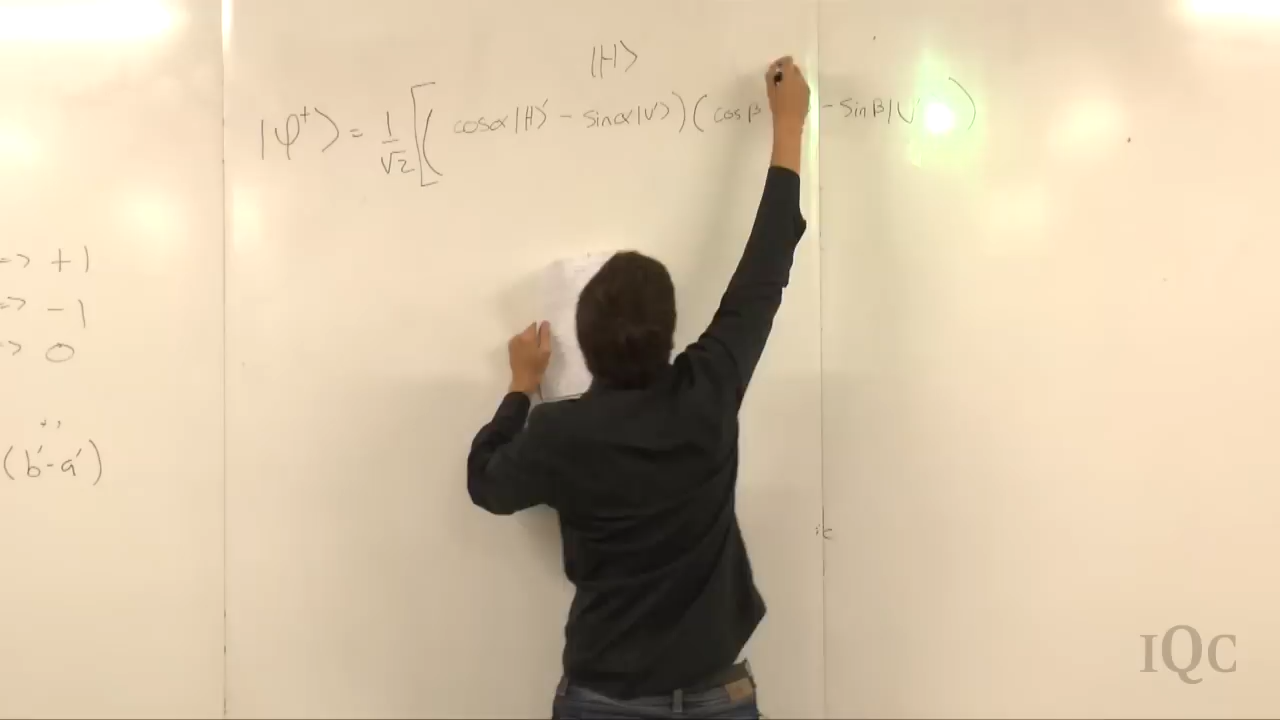 |H⟩
|φ⁺⟩ = 1/√2 [( cosα|H⟩′ - sinα|V′⟩)(cosβ - sinβ|V )
=> +1
=> -1
=> 0
+,
(b′-a′)
IQC